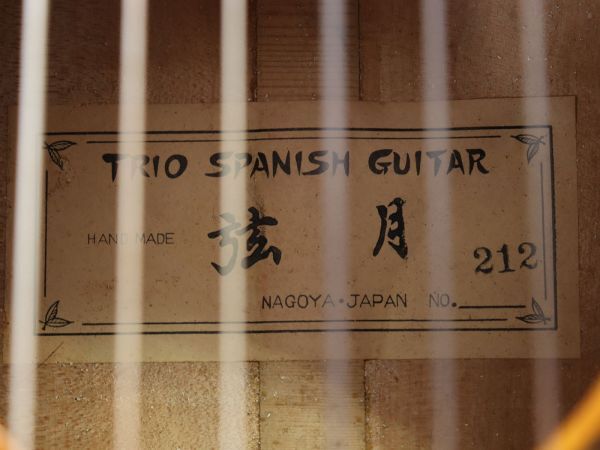 TRIO SPANISH GUITAR
HAND MADE 弦月
212
NAGOYA・JAPAN NO.